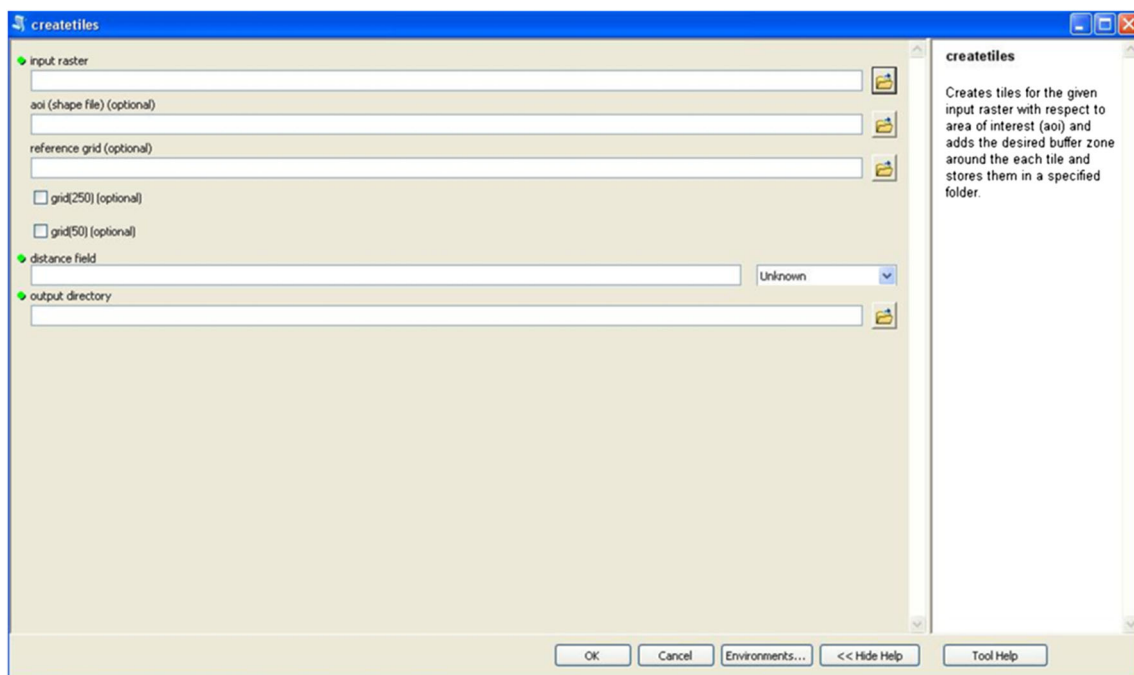 createtiles
input raster
aoi (shape file) (optional)
reference grid (optional)
grid(250) (optional)
grid(50) (optional)
distance field
Unknown
output directory
createtiles
Creates tiles for the given
input raster with respect to
area of interest (aoi) and
adds the desired buffer zone
around the each tile and
stores them in a specified
folder.
OK
Cancel
Environments...
<< Hide Help
Tool Help